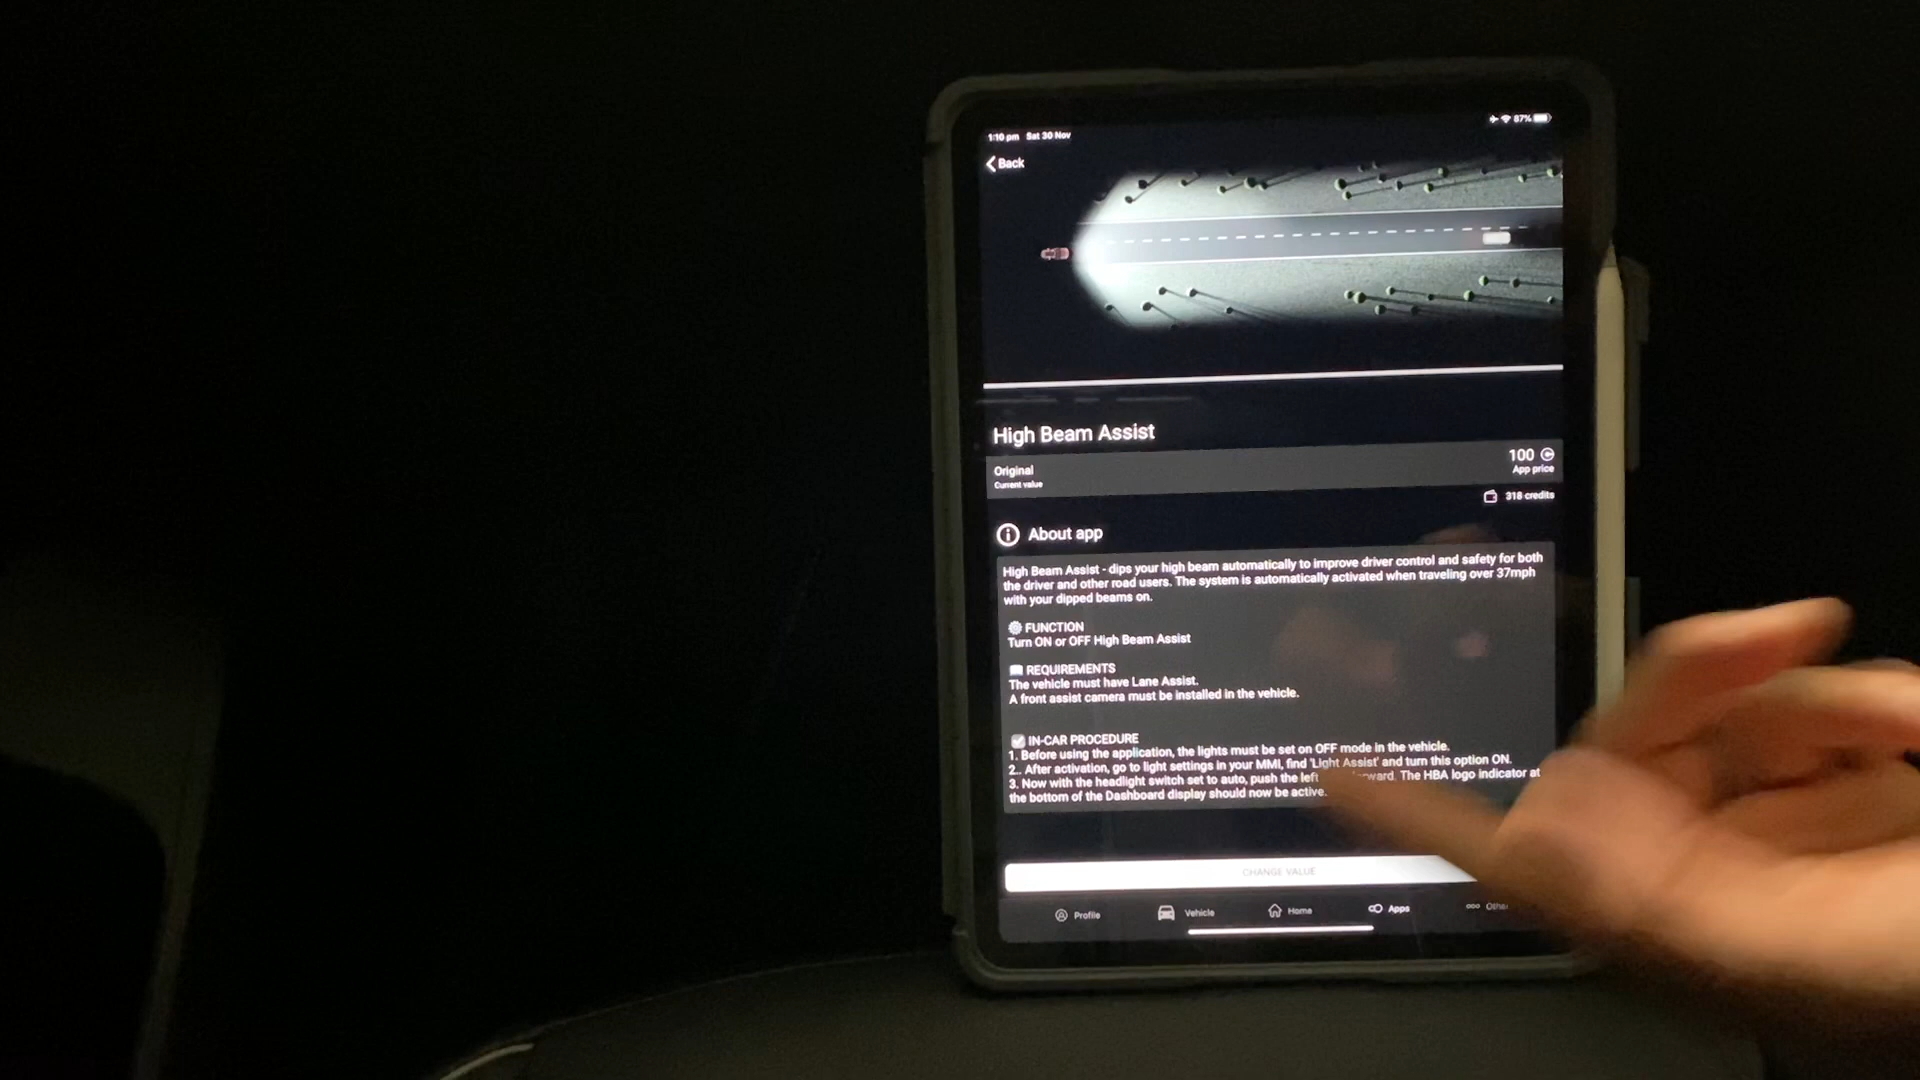 1:10 pm Sat 30 Nov
87%
Back
High Beam Assist
Original
Current value
100
App price
318 credits
About app
High Beam Assist - dips your high beam automatically to improve driver control and safety for both
the driver and other road users. The system is automatically activated when traveling over 37mph
with your dipped beams on.
FUNCTION
Turn ON or OFF High Beam Assist
REQUIREMENTS
The vehicle must have Lane Assist.
A front assist camera must be installed in the vehicle.
IN-CAR PROCEDURE
1. Before using the application, the lights must be set on OFF mode in the vehicle.
2.. After activation, go to light settings in your MMI, find 'Light Assist' and turn this option ON.
3. Now with the headlight switch set to auto, push the left The HBA logo indicator at
the bottom of the Dashboard display should now be active.
CHANGE VALUE
Profile Vehicle Home Apps